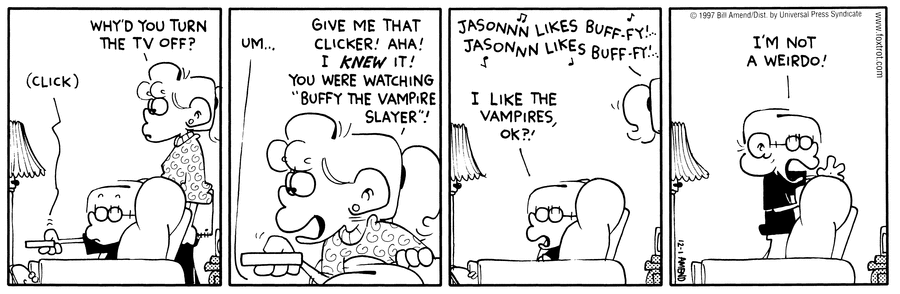 WHY'D YOU TURN
THE TV OFF?
(CLICK)
UM...
GIVE ME THAT
CLICKER! AHA!
I KNEW IT!
YOU WERE WATCHING
"BUFFY THE VAMPIRE
SLAYER"!
JASONNN LIKES BUFF-FY!..
JASONNN LIKES BUFF-FY!..
I LIKE THE
VAMPIRES,
OK?!
© 1997 Bill Amend/Dist. by Universal Press Syndicate
www.foxtrot.com
I'M NOT
A WEIRDO!
12-1 AMEND